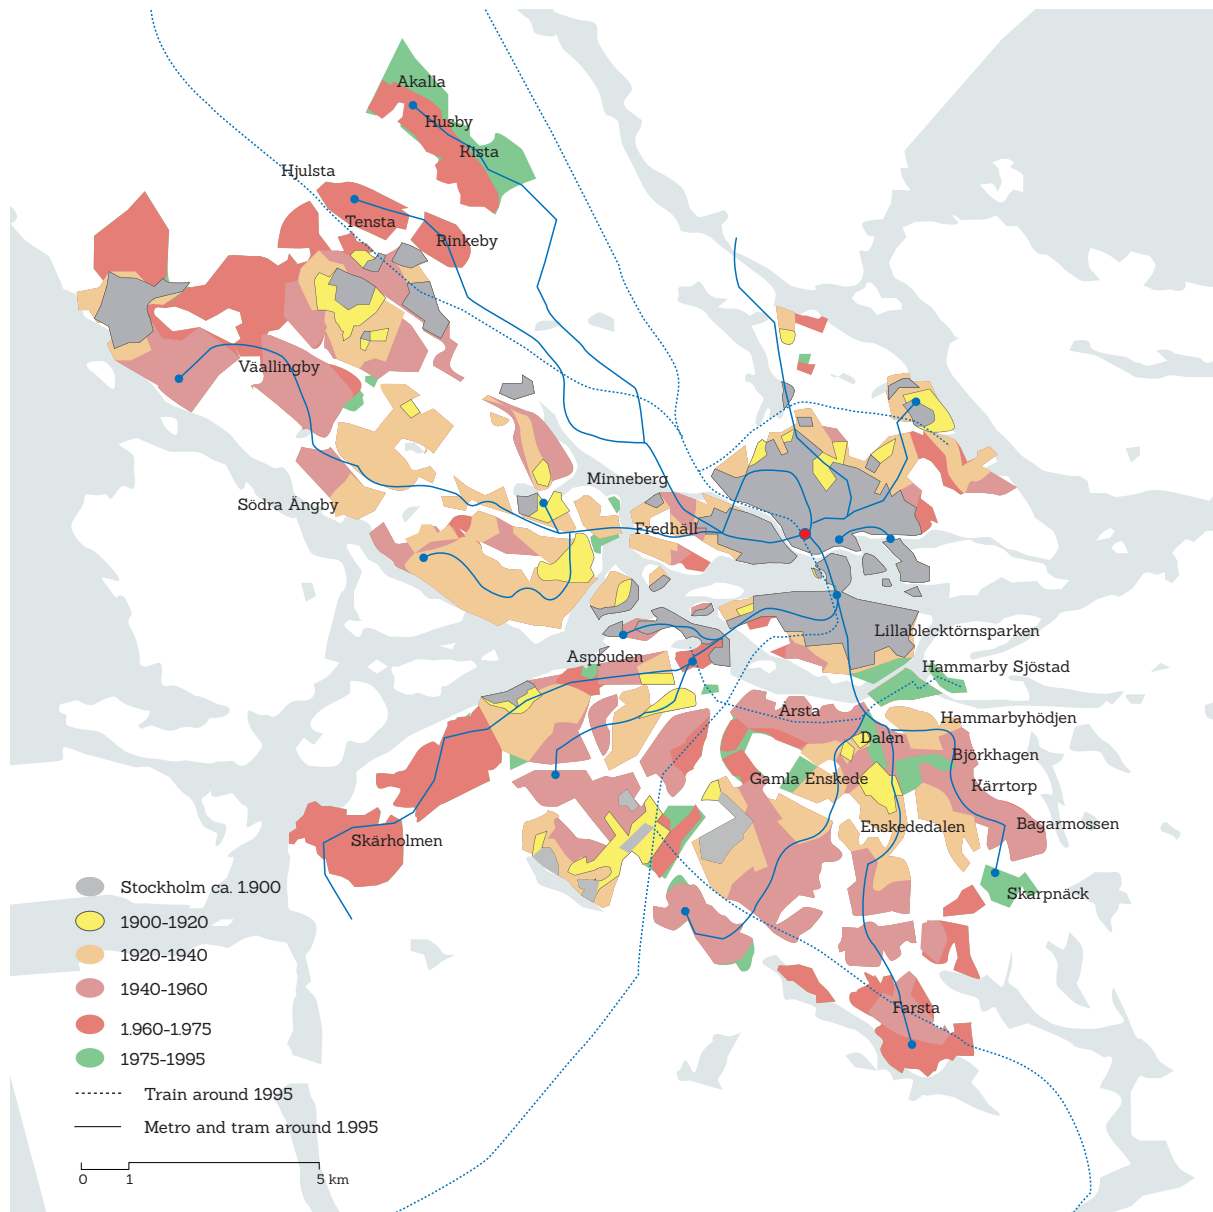 Akalla
Husby
Kista
Hjulsta
Tensta
Rinkeby
Väallingby
Minneberg
Södra Ängby
Fredhäll
Lillablecktörnsparken
Asppuden
Hammarby Sjöstad
Årsta
Hammarbyhödjen
Dalen
Björkhagen
Gamla Enskede
Kärrtorp
Enskededalen
Bagarmossen
Skärholmen
Skarpnäck
Farsta
Stockholm ca. 1.900
1900-1920
1920-1940
1940-1960
1.960-1.975
1975-1995
Train around 1995
Metro and tram around 1.995
0 1 5 km